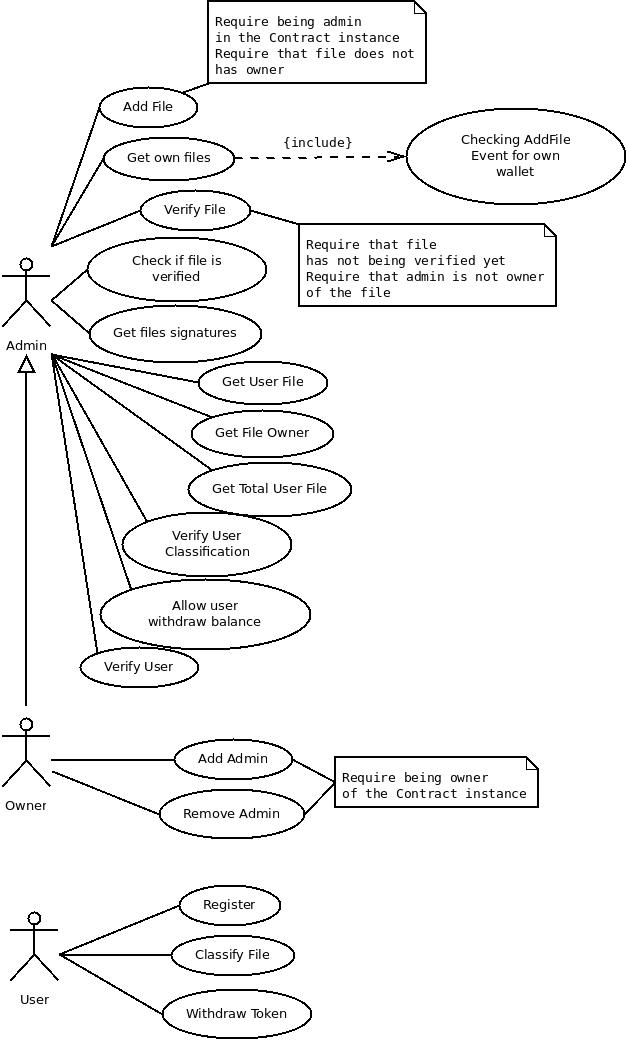 Require being admin
in the Contract instance
Require that file does not
has owner
Add File
Get own files
{include}
Checking AddFile
Event for own
wallet
Verify File
Require that file
has not being verified yet
Require that admin is not owner
of the file
Check if file is
verified
Get files signatures
Admin
Get User File
Get File Owner
Get Total User File
Verify User
Classification
Allow user
withdraw balance
Verify User
Add Admin
Require being owner
of the Contract instance
Remove Admin
Owner
Register
Classify File
Withdraw Token
User